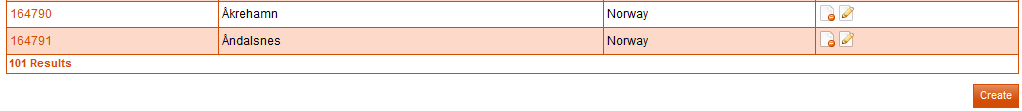 164790 Åkrehamn Norway
164791 Åndalsnes Norway
101 Results
Create